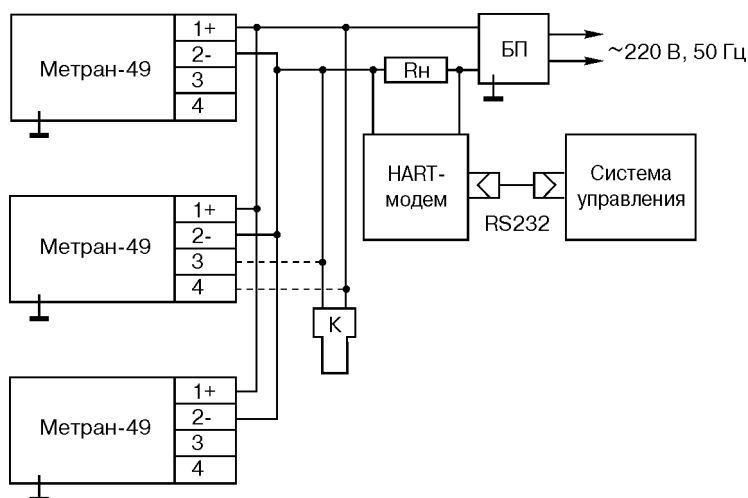 Метран-49
1+
2-
3
4
Rн
БП
~220 В, 50 Гц
HART-
модем
RS232
Система
управления
Метран-49
1+
2-
3
4
К
Метран-49
1+
2-
3
4